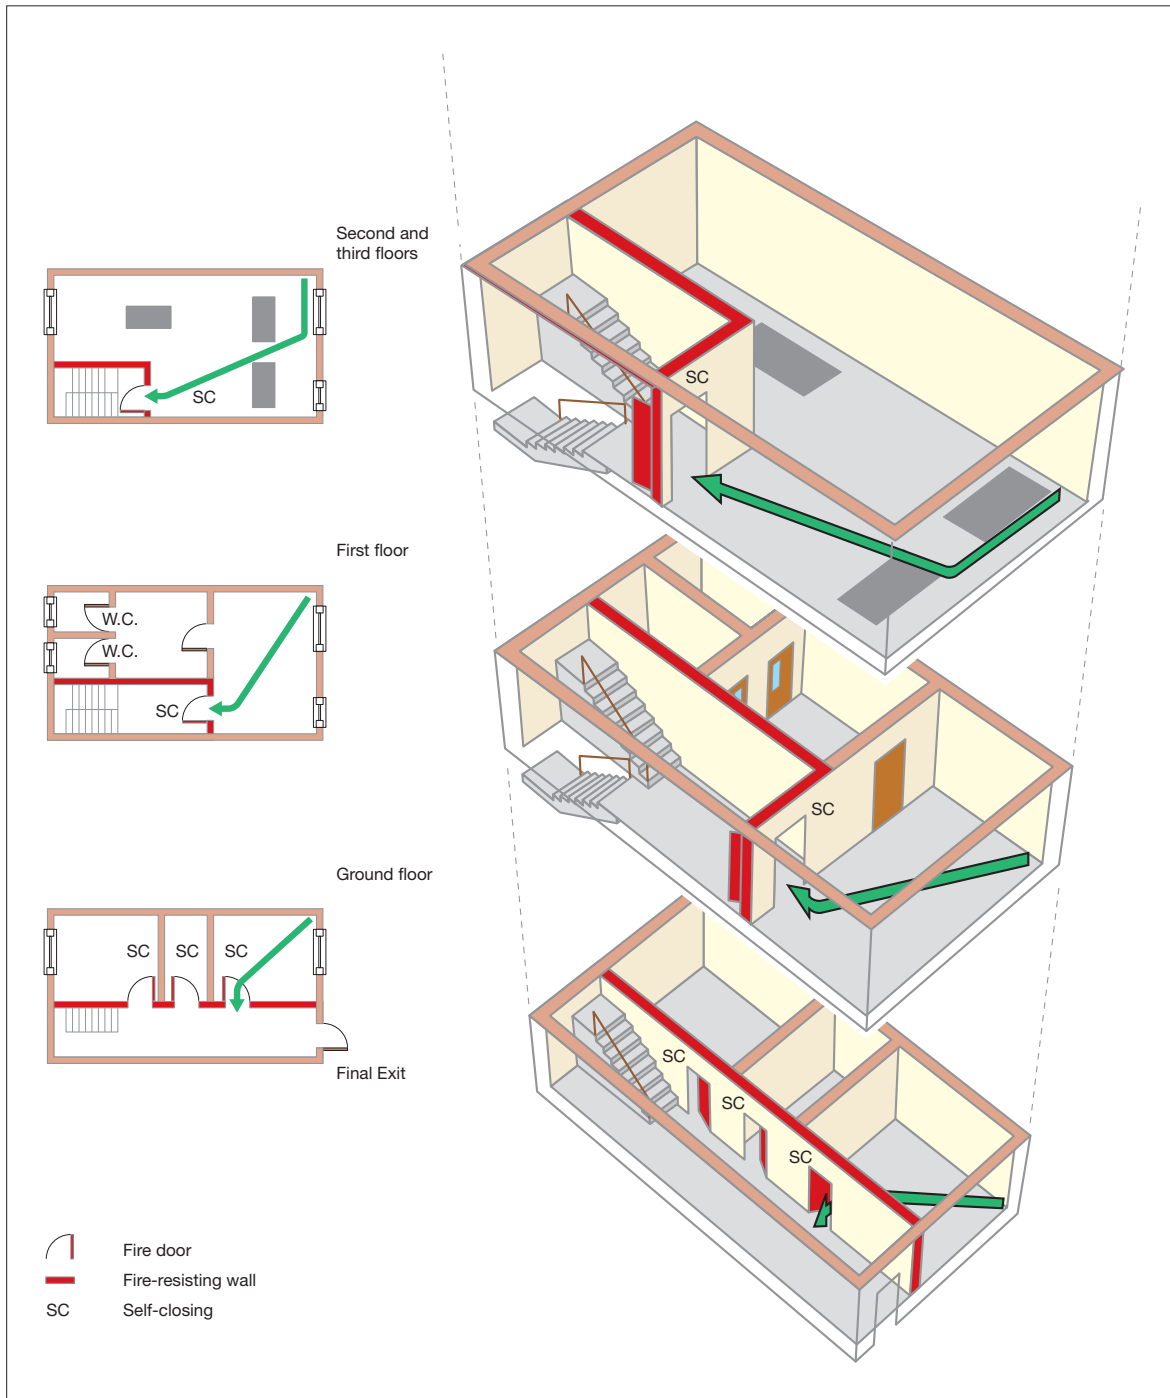 Second and
third floors
SC
SC
First floor
W.C.
W.C.
SC
SC
Ground floor
SC
SC
SC
Final Exit
SC
SC
SC
Fire door
Fire-resisting wall
SC
Self-closing